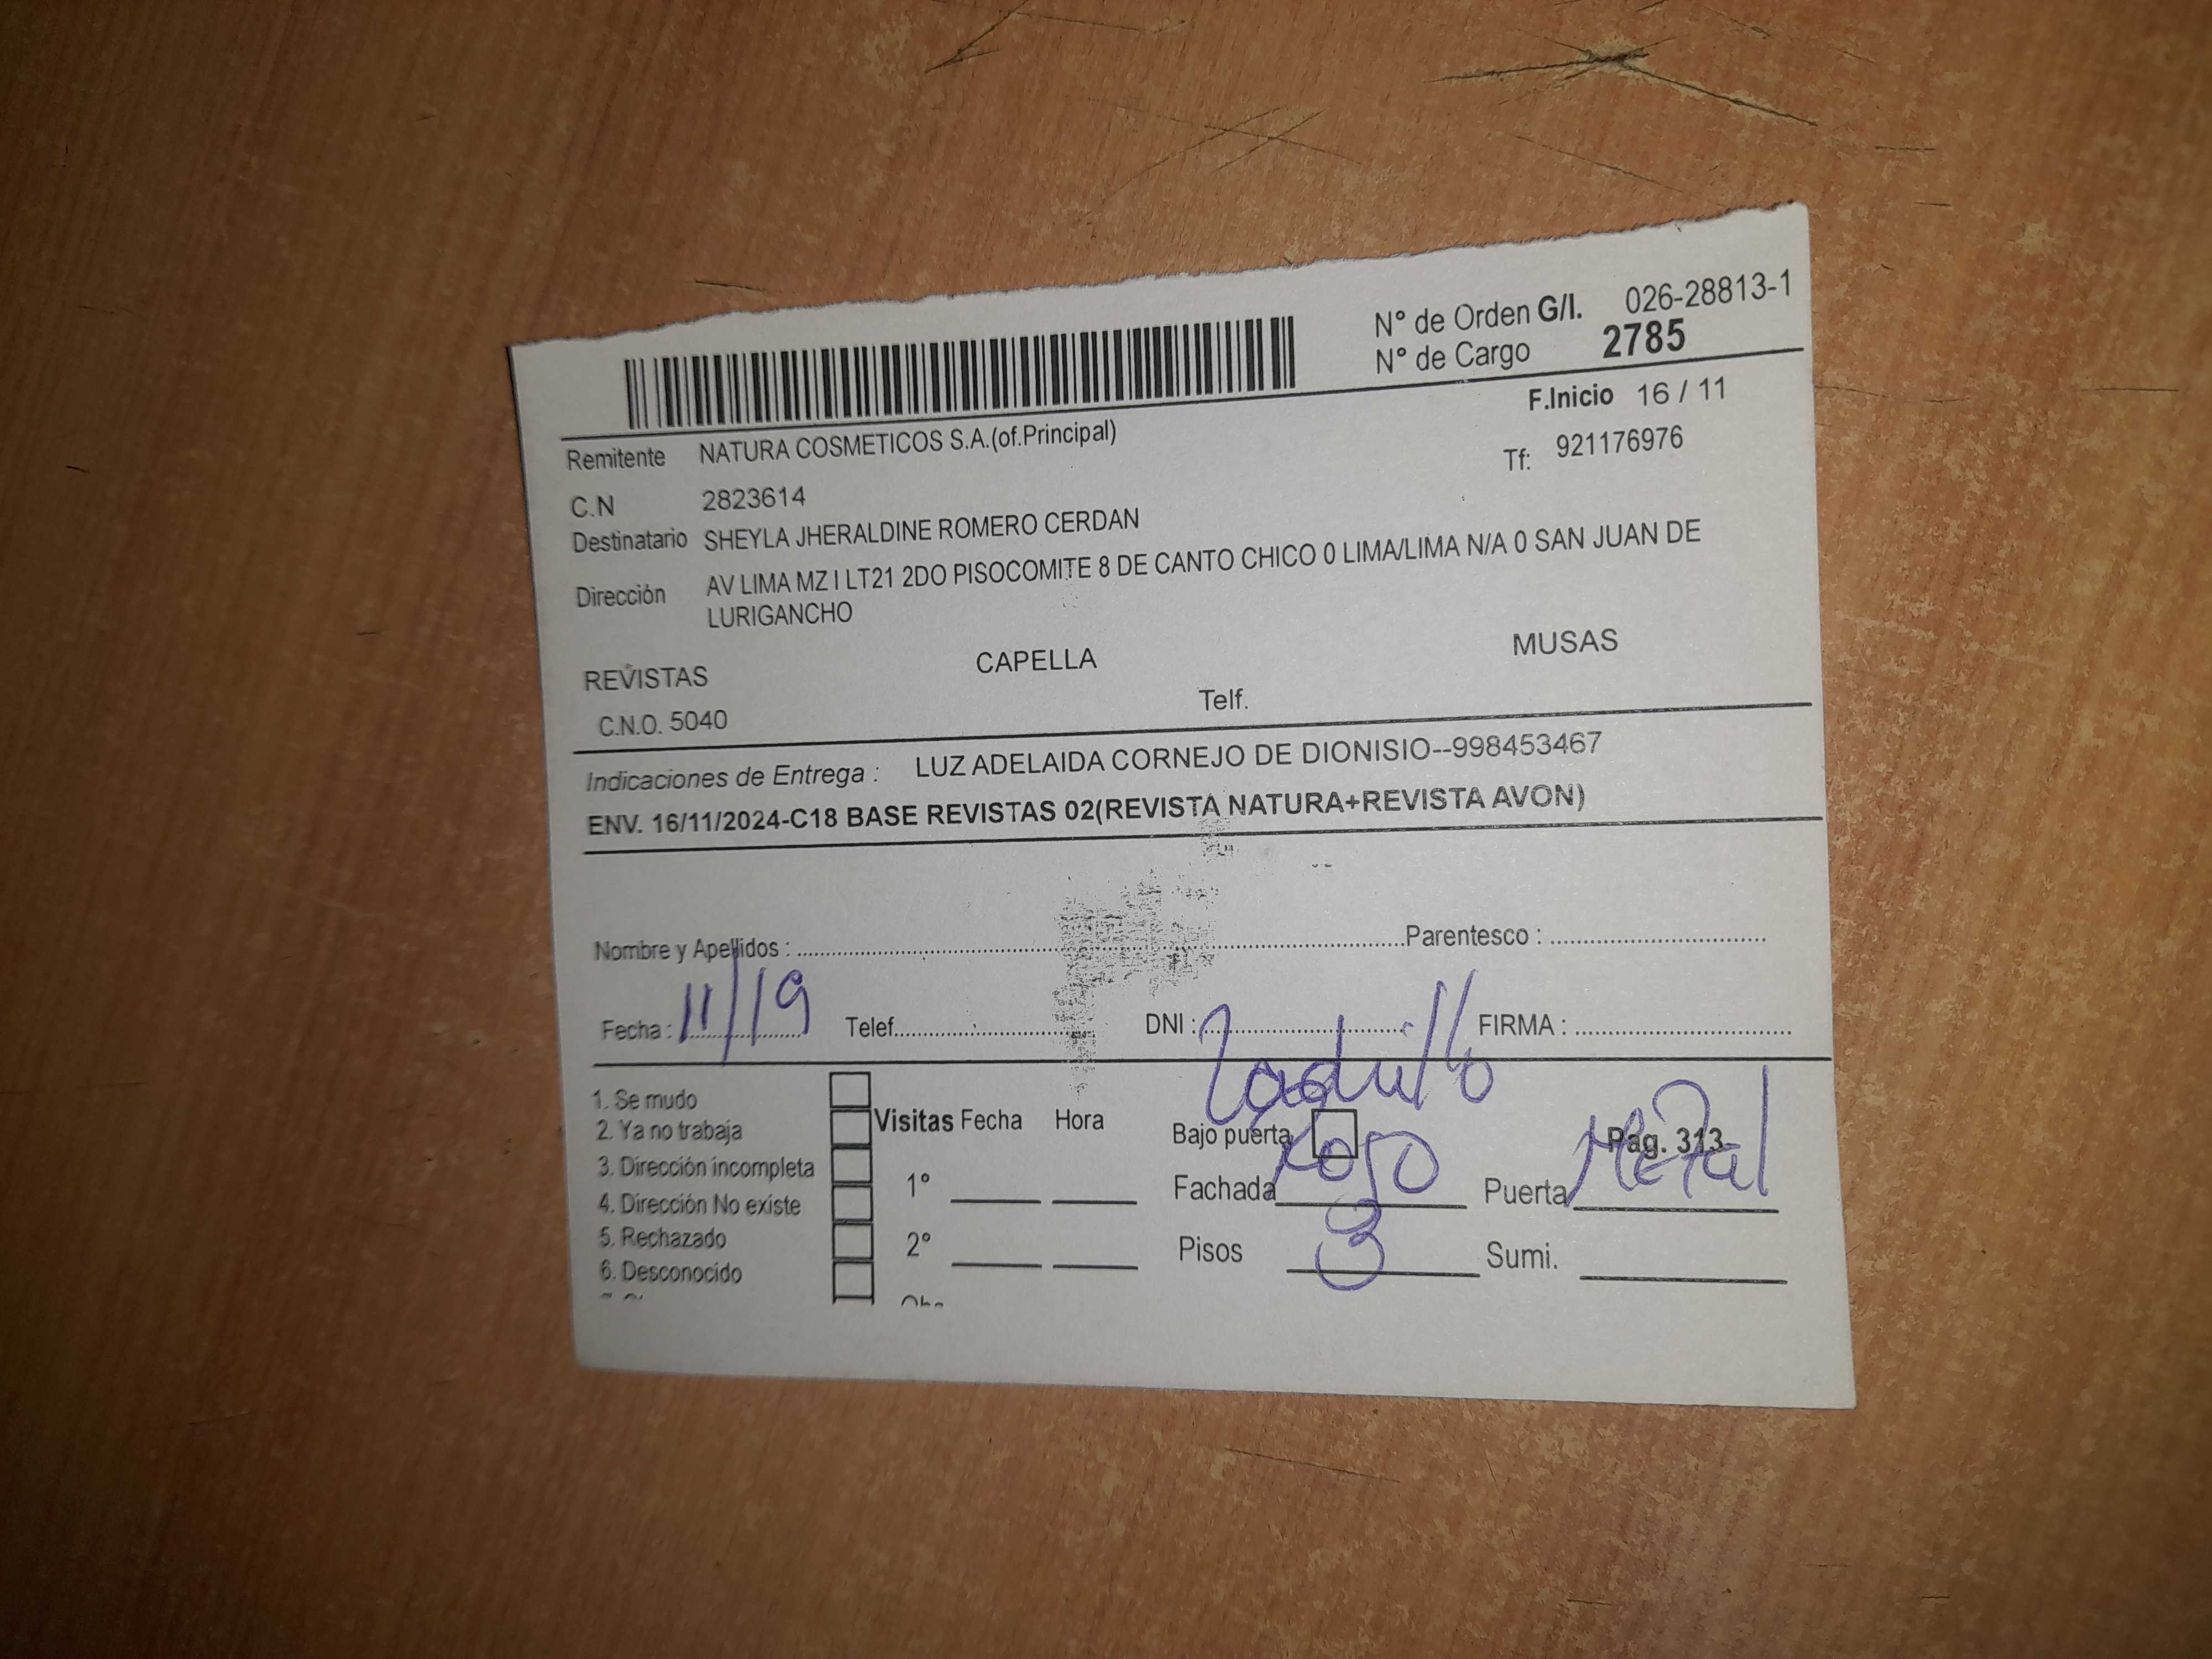 N° de Orden G/I. 026-28813-1
N° de Cargo 2785
F.Inicio 16 / 11
Remitente NATURA COSMETICOS S.A.(of.Principal)
Tf: 921176976
C.N 2823614
Destinatario SHEYLA JHERALDINE ROMERO CERDAN
Dirección AV LIMA MZ I LT21 2DO PISOCOMITE 8 DE CANTO CHICO 0 LIMA/LIMA N/A 0 SAN JUAN DE
LURIGANCHO
REVISTAS CAPELLA MUSAS
C.N.O. 5040 Telf.
Indicaciones de Entrega : LUZ ADELAIDA CORNEJO DE DIONISIO--998453467
ENV. 16/11/2024-C18 BASE REVISTAS 02(REVISTA NATURA+REVISTA AVON)
Nombre y Apellidos : Parentesco :
Fecha : 11/19 Telef. DNI : FIRMA :
Ladrillo
1. Se mudo
2. Ya no trabaja Visitas Fecha Hora Bajo puerta Pag. 313
3. Dirección incompleta 1° Fachada Rojo Puerta Metal
4. Dirección No existe
5. Rechazado 2° Pisos 3 Sumi.
6. Desconocido